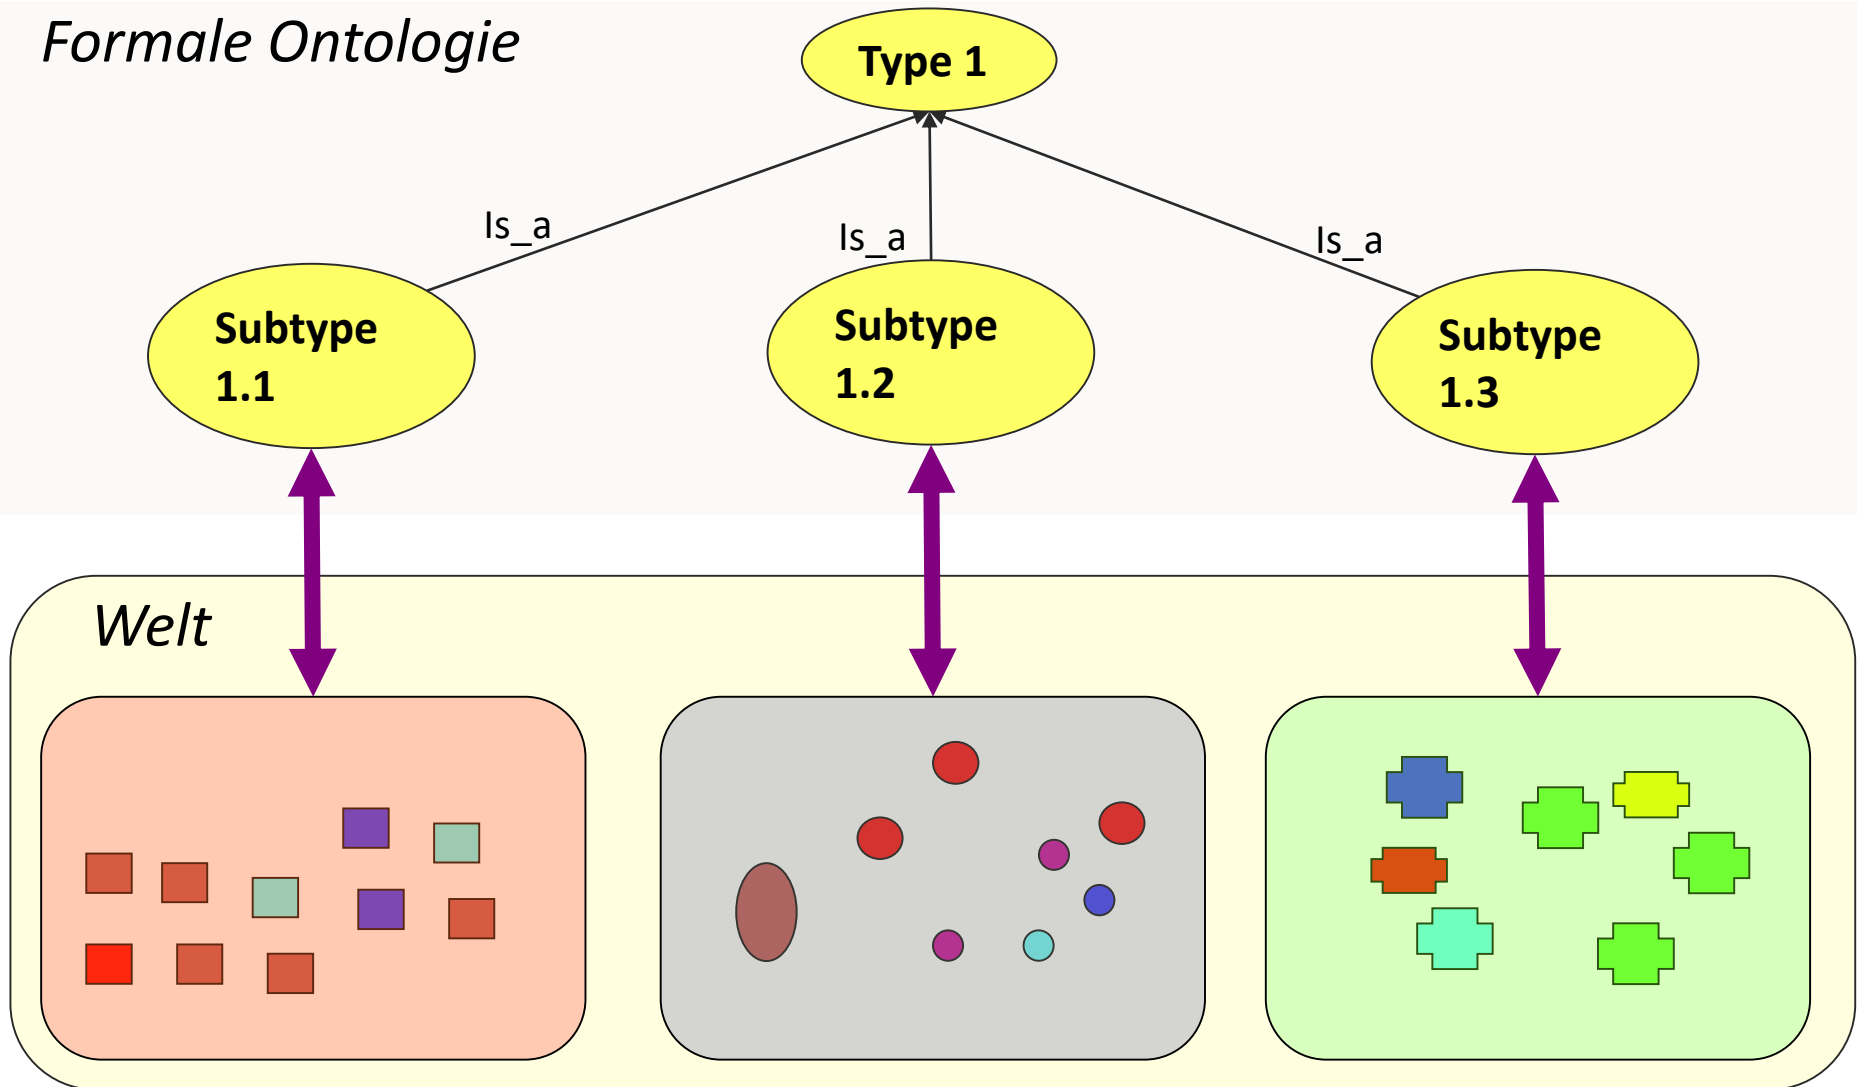 Formale Ontologie
Type 1
Is_a
Is_a
Is_a
Subtype
1.1
Subtype
1.2
Subtype
1.3
Welt